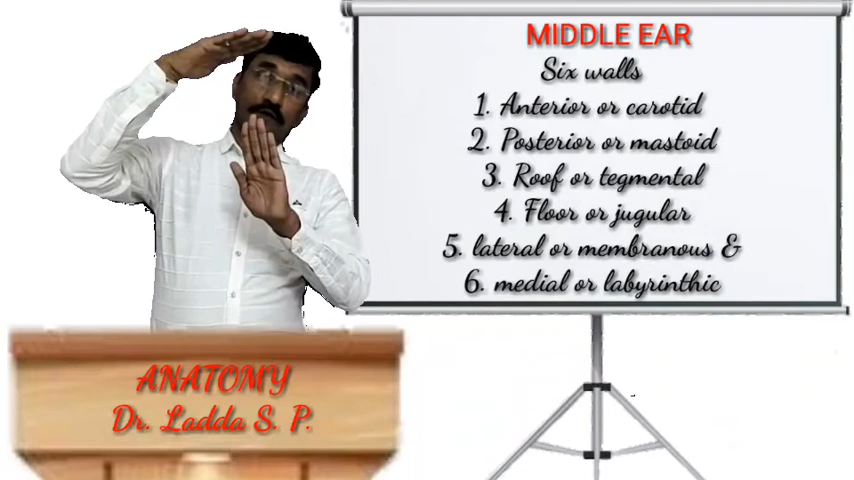 MIDDLE EAR
Six walls
1. Anterior or carotid
2. Posterior or mastoid
3. Roof or tegmental
4. Floor or jugular
5. lateral or membranous &
6. medial or labyrinthic
ANATOMY
Dr. Ladda S. P.